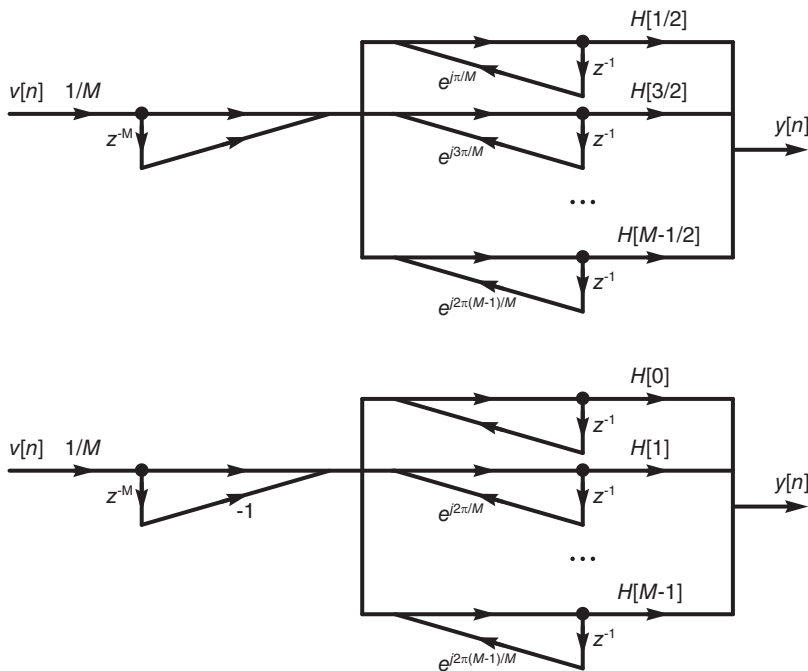 H[1/2]
e^{jπ/M}
z^{-1}
v[n] 1/M
H[3/2]
z^{-M}
e^{j3π/M}
z^{-1}
y[n]
...
H[M-1/2]
e^{j2π(M-1)/M}
z^{-1}
H[0]
z^{-1}
v[n] 1/M
H[1]
z^{-M}
-1
e^{j2π/M}
z^{-1}
y[n]
...
H[M-1]
e^{j2π(M-1)/M}
z^{-1}